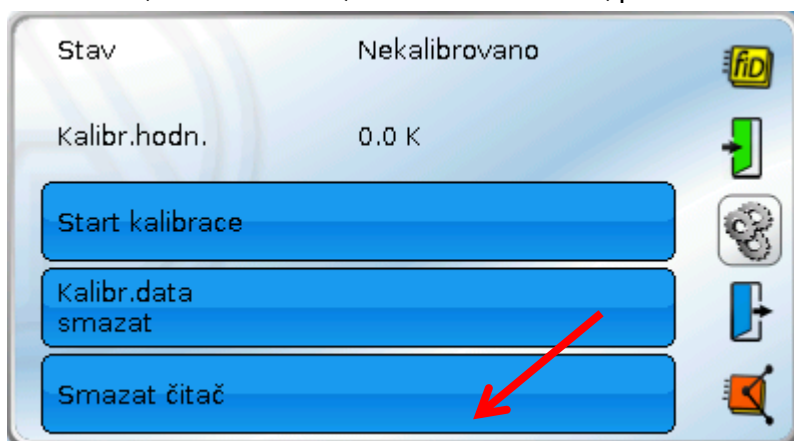 Stav Nekalibrovano
fiD
Kalibr.hodn. 0.0 K
Start kalibrace
Kalibr.data
smazat
Smazat čitač